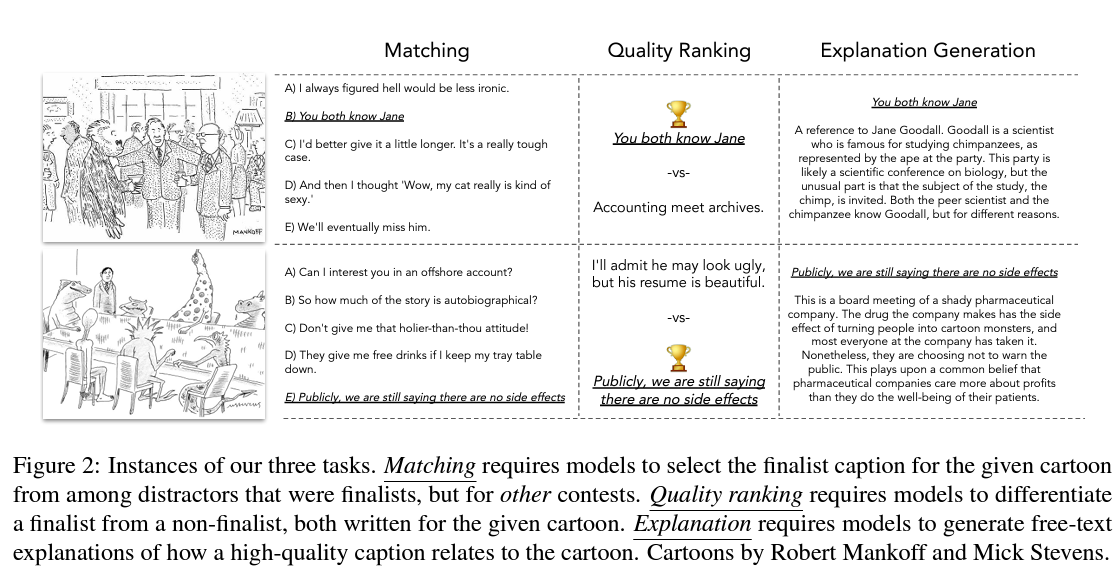 Matching
Quality Ranking
Explanation Generation
A) I always figured hell would be less ironic.
B) You both know Jane
C) I'd better give it a little longer. It's a really tough
case.
D) And then I thought 'Wow, my cat really is kind of
sexy.'
E) We'll eventually miss him.
You both know Jane
-vs-
Accounting meet archives.
You both know Jane
A reference to Jane Goodall. Goodall is a scientist
who is famous for studying chimpanzees, as
represented by the ape at the party. This party is
likely a scientific conference on biology, but the
unusual part is that the subject of the study, the
chimp, is invited. Both the peer scientist and the
chimpanzee know Goodall, but for different reasons.
MANKOFF
A) Can I interest you in an offshore account?
B) So how much of the story is autobiographical?
C) Don't give me that holier-than-thou attitude!
D) They give me free drinks if I keep my tray table
down.
E) Publicly, we are still saying there are no side effects
I'll admit he may look ugly,
but his resume is beautiful.
-vs-
Publicly, we are still saying
there are no side effects
Publicly, we are still saying there are no side effects
This is a board meeting of a shady pharmaceutical
company. The drug the company makes has the side
effect of turning people into cartoon monsters, and
most everyone at the company has taken it.
Nonetheless, they are choosing not to warn the
public. This plays upon a common belief that
pharmaceutical companies care more about profits
than they do the well-being of their patients.
Figure 2: Instances of our three tasks. Matching requires models to select the finalist caption for the given cartoon
from among distractors that were finalists, but for other contests. Quality ranking requires models to differentiate
a finalist from a non-finalist, both written for the given cartoon. Explanation requires models to generate free-text
explanations of how a high-quality caption relates to the cartoon. Cartoons by Robert Mankoff and Mick Stevens.